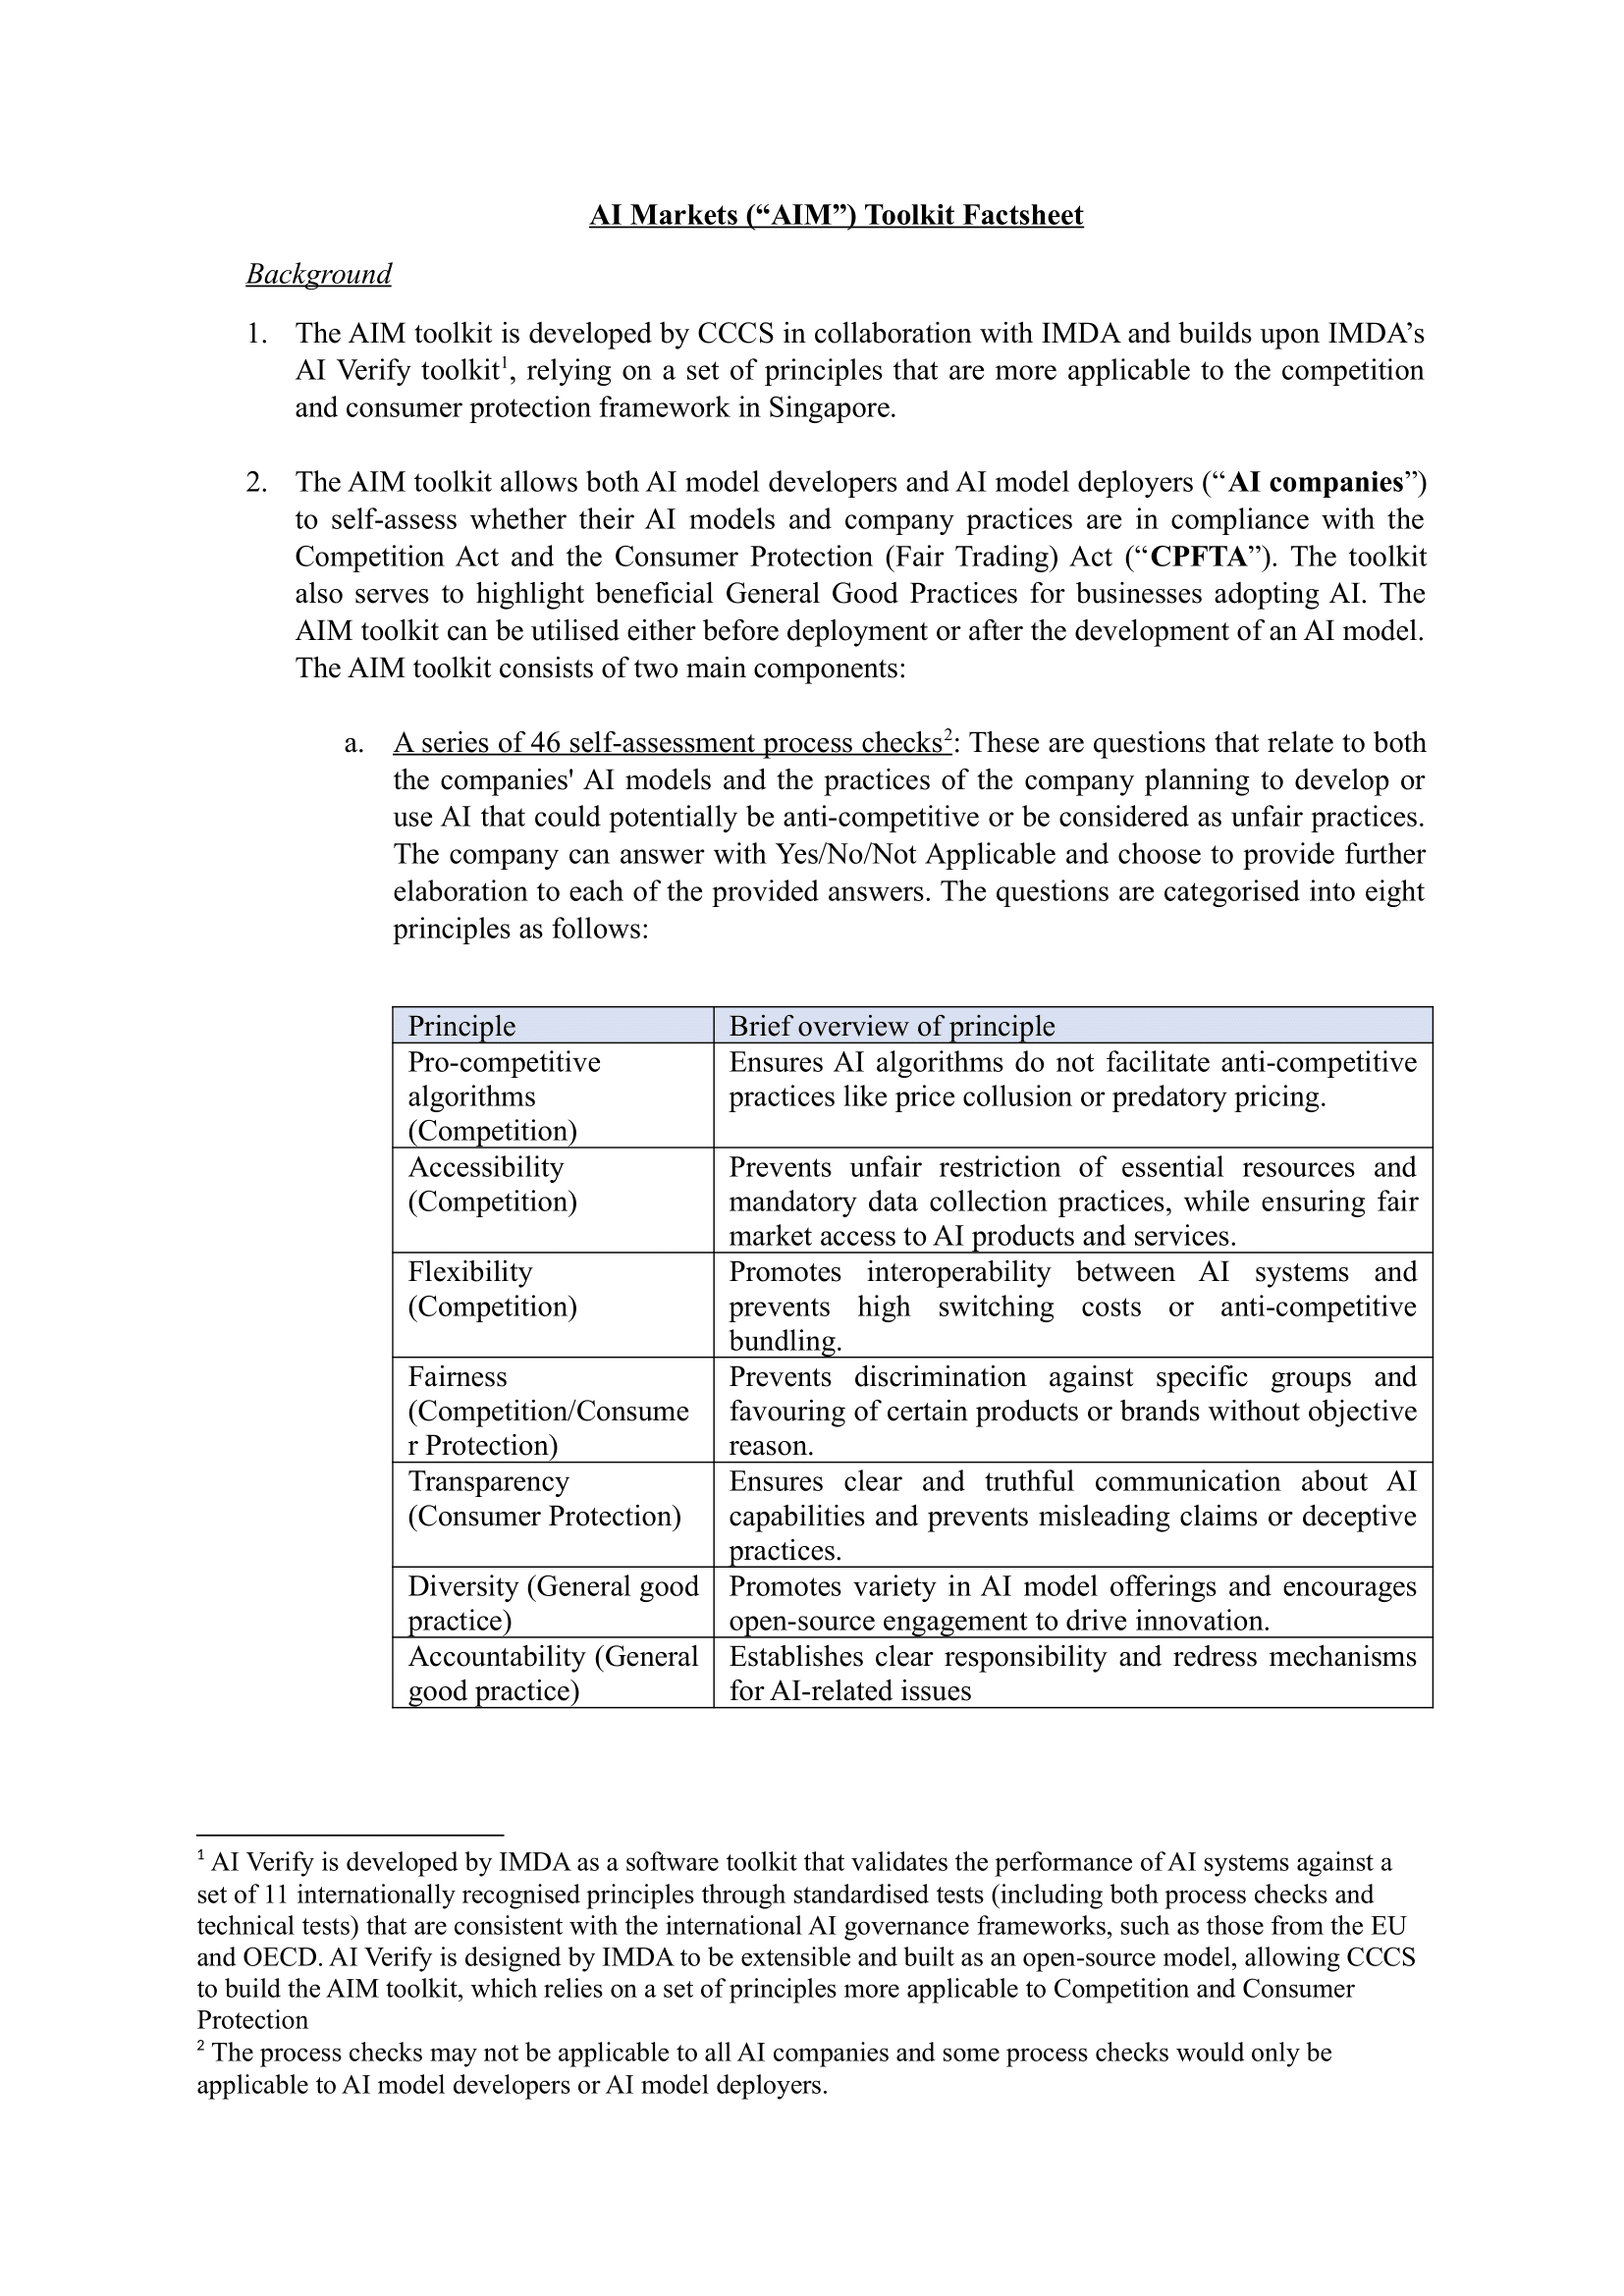 AI Markets (“AIM”) Toolkit Factsheet
Background
1. The AIM toolkit is developed by CCCS in collaboration with IMDA and builds upon IMDA’s
AI Verify toolkit1, relying on a set of principles that are more applicable to the competition
and consumer protection framework in Singapore.
2. The AIM toolkit allows both AI model developers and AI model deployers (“AI companies”)
to self-assess whether their AI models and company practices are in compliance with the
Competition Act and the Consumer Protection (Fair Trading) Act (“CPFTA”). The toolkit
also serves to highlight beneficial General Good Practices for businesses adopting AI. The
AIM toolkit can be utilised either before deployment or after the development of an AI model.
The AIM toolkit consists of two main components:
a. A series of 46 self-assessment process checks2: These are questions that relate to both
the companies' AI models and the practices of the company planning to develop or
use AI that could potentially be anti-competitive or be considered as unfair practices.
The company can answer with Yes/No/Not Applicable and choose to provide further
elaboration to each of the provided answers. The questions are categorised into eight
principles as follows:
Principle
Brief overview of principle
Pro-competitive
algorithms
(Competition)
Ensures AI algorithms do not facilitate anti-competitive
practices like price collusion or predatory pricing.
Accessibility
(Competition)
Prevents unfair restriction of essential resources and
mandatory data collection practices, while ensuring fair
market access to AI products and services.
Flexibility
(Competition)
Promotes interoperability between AI systems and
prevents high switching costs or anti-competitive
bundling.
Fairness
(Competition/Consume
r Protection)
Prevents discrimination against specific groups and
favouring of certain products or brands without objective
reason.
Transparency
(Consumer Protection)
Ensures clear and truthful communication about AI
capabilities and prevents misleading claims or deceptive
practices.
Diversity (General good
practice)
Promotes variety in AI model offerings and encourages
open-source engagement to drive innovation.
Accountability (General
good practice)
Establishes clear responsibility and redress mechanisms
for AI-related issues
1 AI Verify is developed by IMDA as a software toolkit that validates the performance of AI systems against a
set of 11 internationally recognised principles through standardised tests (including both process checks and
technical tests) that are consistent with the international AI governance frameworks, such as those from the EU
and OECD. AI Verify is designed by IMDA to be extensible and built as an open-source model, allowing CCCS
to build the AIM toolkit, which relies on a set of principles more applicable to Competition and Consumer
Protection
2 The process checks may not be applicable to all AI companies and some process checks would only be
applicable to AI model developers or AI model deployers.